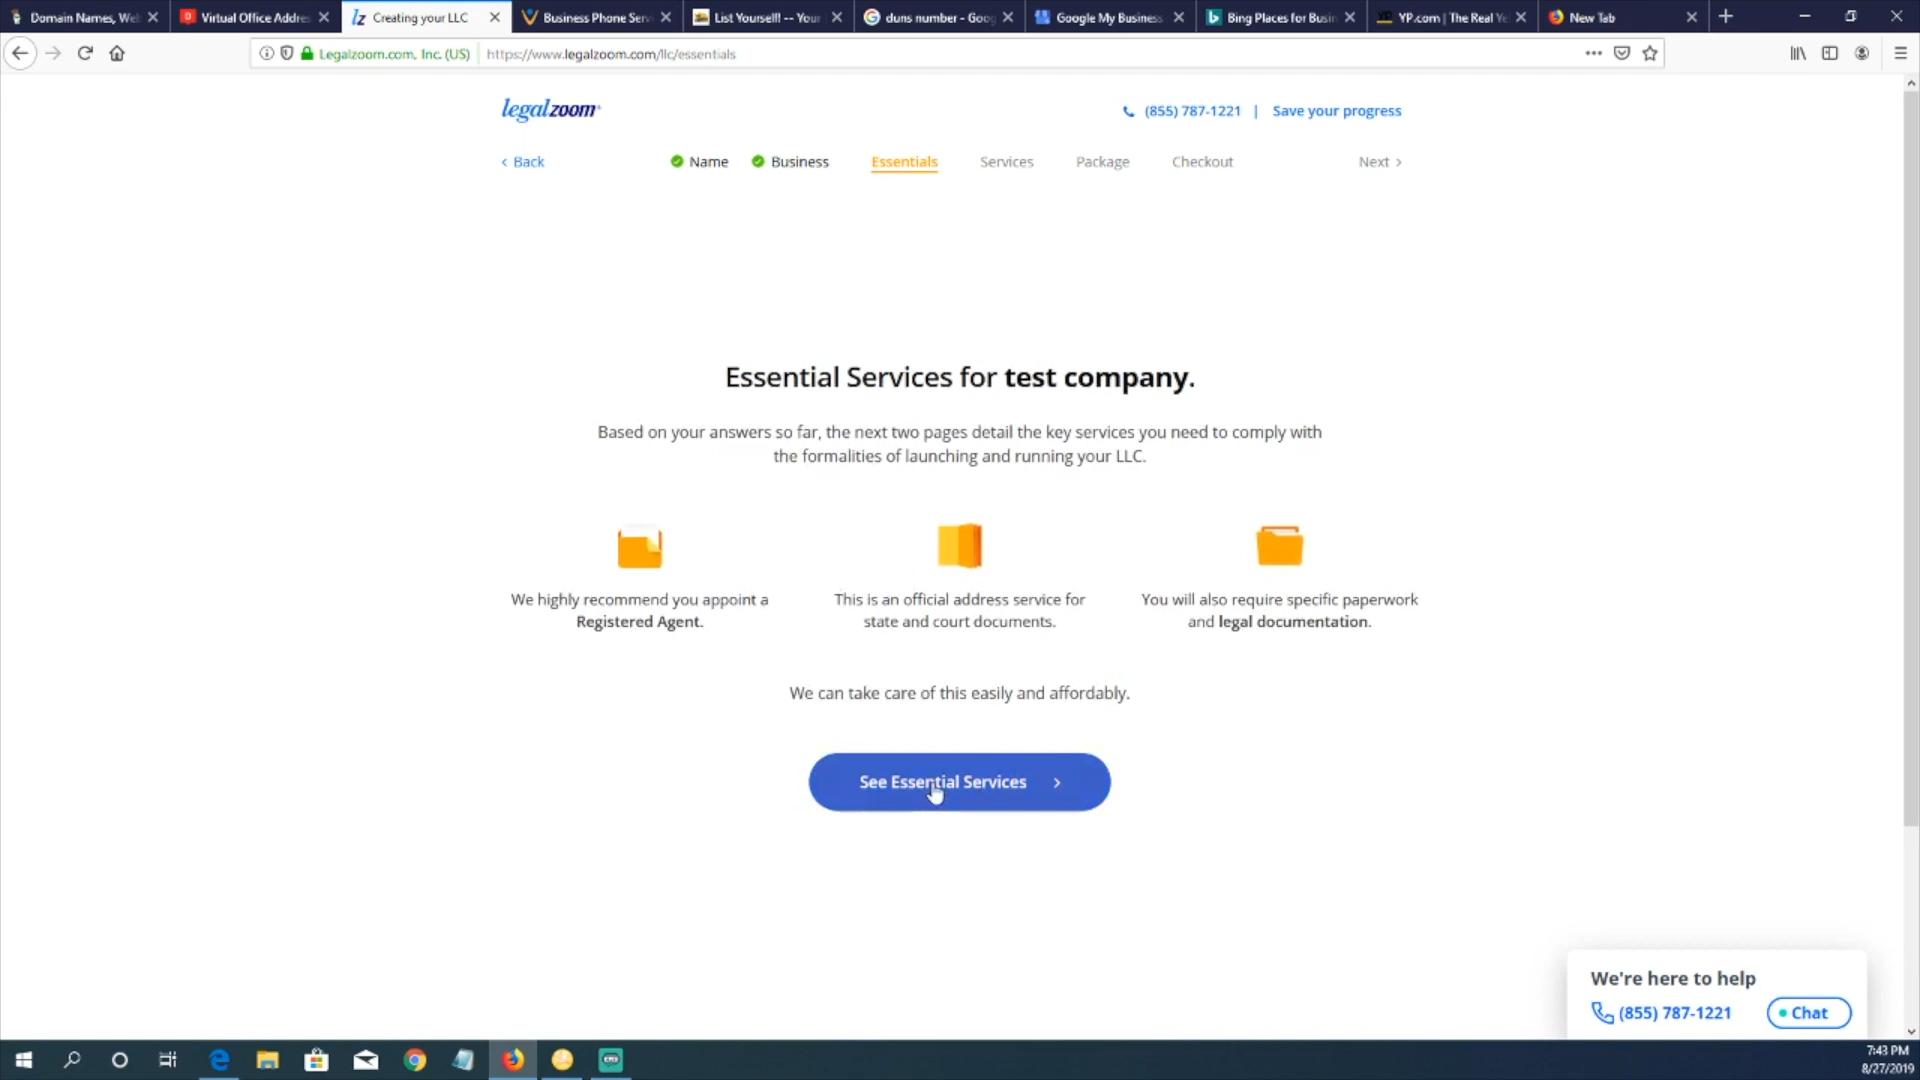 Domain Names, We
Virtual Office Addre
lz Creating your LLC
Business Phone Serv
List Yourself! -- Your
duns number - Goog
Google My Business
Bing Places for Busin
YP.com | The Real Ye
New Tab
Legalzoom.com, Inc. (US)
https://www.legalzoom.com/llc/essentials
legalzoom
(855) 787-1221 | Save your progress
< Back
Name
Business
Essentials
Services
Package
Checkout
Next >
Essential Services for test company.
Based on your answers so far, the next two pages detail the key services you need to comply with
the formalities of launching and running your LLC.
We highly recommend you appoint a
Registered Agent.
This is an official address service for
state and court documents.
You will also require specific paperwork
and legal documentation.
We can take care of this easily and affordably.
See Essential Services >
We're here to help
(855) 787-1221
Chat
7:43 PM
8/27/2019